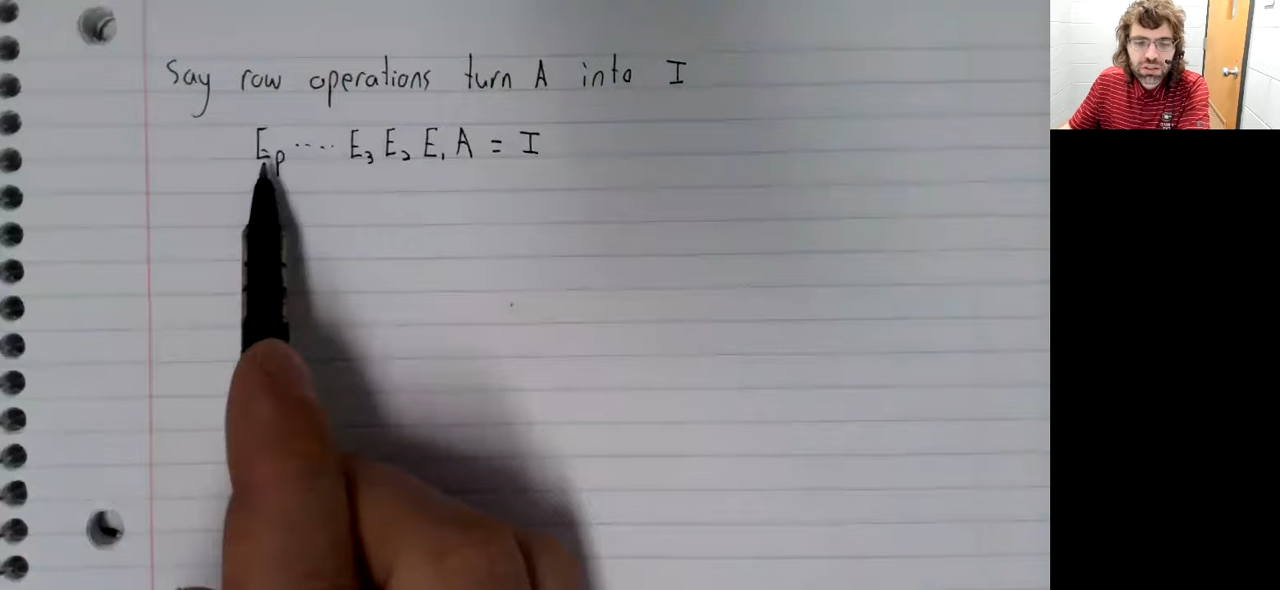 Say row operations turn A into I
Eₚ ···· E₃ E₂ E₁ A = I